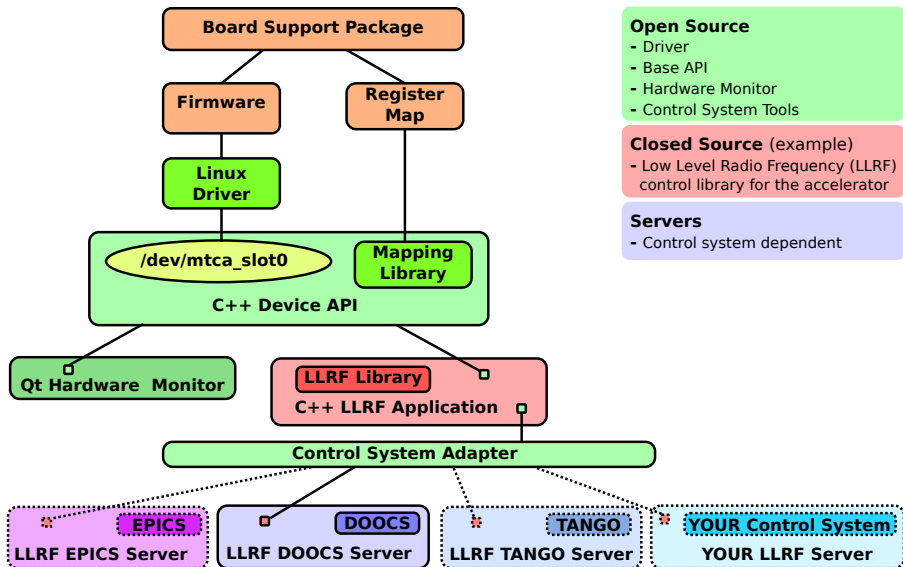 Board Support Package
Firmware
Register
Map
Linux
Driver
/dev/mtca_slot0
Mapping
Library
C++ Device API
Qt Hardware Monitor
LLRF Library
C++ LLRF Application
Control System Adapter
EPICS
LLRF EPICS Server
DOOCS
LLRF DOOCS Server
TANGO
LLRF TANGO Server
YOUR Control System
YOUR LLRF Server
Open Source
- Driver
- Base API
- Hardware Monitor
- Control System Tools
Closed Source (example)
- Low Level Radio Frequency (LLRF)
control library for the accelerator
Servers
- Control system dependent